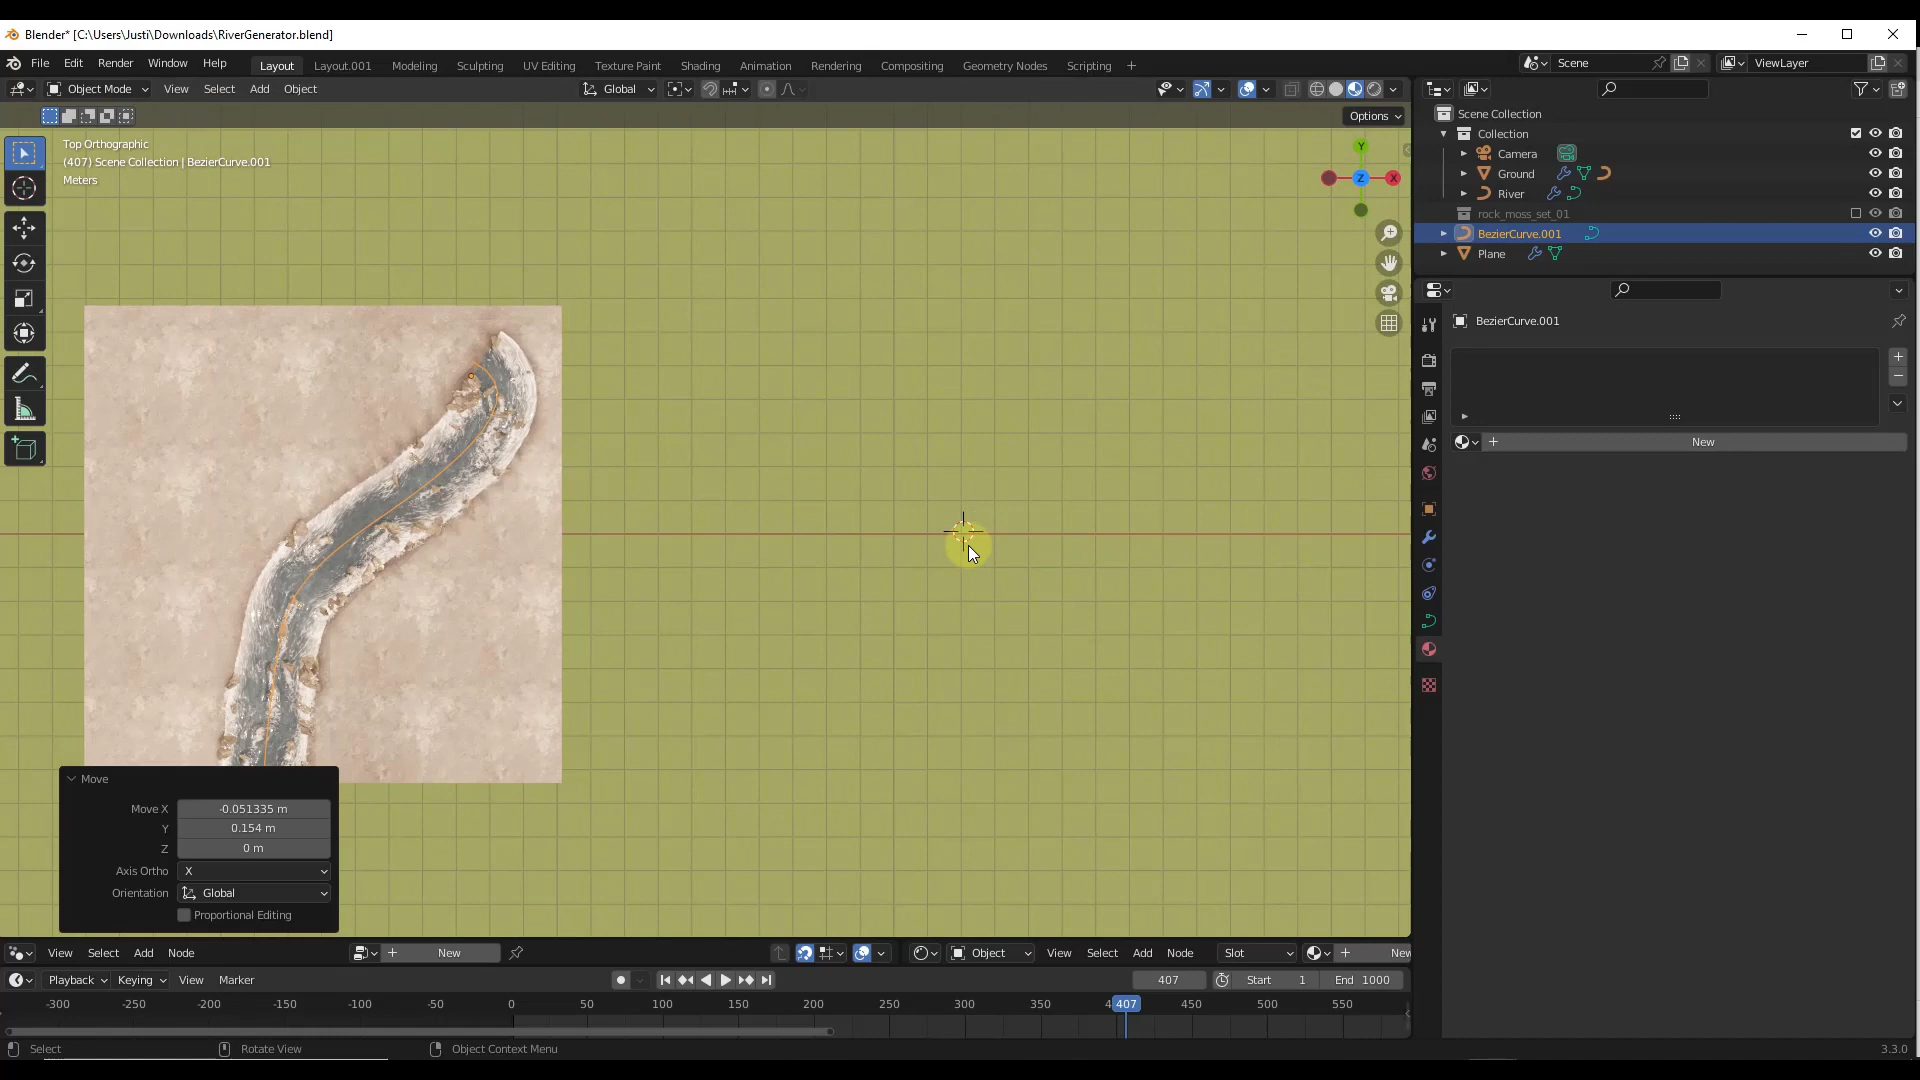 Blender* [C:\Users\Justi\Downloads\RiverGenerator.blend]
File Edit Render Window Help
Layout Layout.001 Modeling Sculpting UV Editing Texture Paint Shading Animation Rendering Compositing Geometry Nodes Scripting
Scene ViewLayer
Object Mode View Select Add Object
Global
Options
Top Orthographic
(407) Scene Collection | BezierCurve.001
Meters
Y
Z
X
Scene Collection
Collection
Camera
Ground
River
rock_moss_set_01
BezierCurve.001
Plane
BezierCurve.001
New
Move
Move X -0.051335 m
Y 0.154 m
Z 0 m
Axis Ortho X
Orientation Global
Proportional Editing
View Select Add Node New
Object View Select Add Node Slot New
Playback Keying View Marker
407 Start 1 End 1000
-300 -250 -200 -150 -100 -50 0 50 100 150 200 250 300 350 4 407 450 500 550
Select Rotate View Object Context Menu
3.3.0